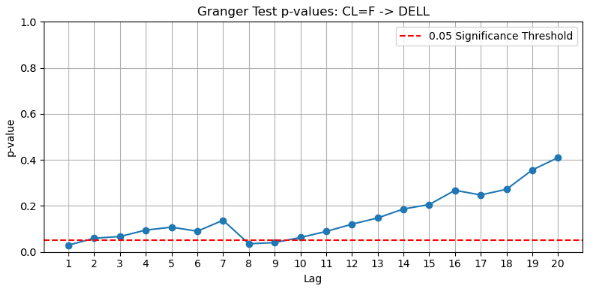 Granger Test p-values: CL=F -> DELL
0.05 Significance Threshold
p-value
1.0
0.8
0.6
0.4
0.2
0.0
1 2 3 4 5 6 7 8 9 10 11 12 13 14 15 16 17 18 19 20
Lag